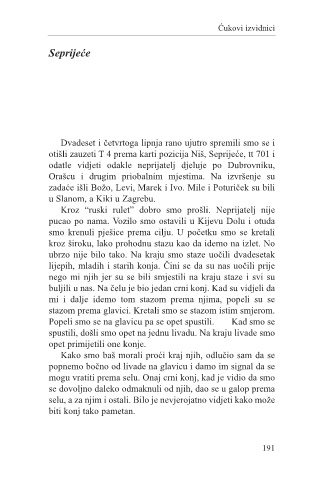 Ćukovi izvidnici
Seprijeće
Dvadeset i četvrtoga lipnja rano ujutro spremili smo se i
otišli zauzeti T 4 prema karti pozicija Niš, Seprijeće, tt 701 i
odatle vidjeti odakle neprijatelj djeluje po Dubrovniku,
Orašcu i drugim priobalnim mjestima. Na izvršenje su
zadaće išli Božo, Levi, Marek i Ivo. Mile i Poturiček su bili
u Slanom, a Kiki u Zagrebu.
Kroz “ruski rulet” dobro smo prošli. Neprijatelj nije
pucao po nama. Vozilo smo ostavili u Kijevu Dolu i otuda
smo krenuli pješice prema cilju. U početku smo se kretali
kroz široku, lako prohodnu stazu kao da idemo na izlet. No
ubrzo nije bilo tako. Na kraju smo staze uočili dvadesetak
lijepih, mladih i starih konja. Čini se da su nas uočili prije
nego mi njih jer su se bili smjestili na kraju staze i svi su
buljili u nas. Na čelu je bio jedan crni konj. Kad su vidjeli da
mi i dalje idemo tom stazom prema njima, popeli su se
stazom prema glavici. Kretali smo se stazom istim smjerom.
Popeli smo se na glavicu pa se opet spustili. Kad smo se
spustili, došli smo opet na jednu livadu. Na kraju livade smo
opet primijetili one konje.
Kako smo baš morali proći kraj njih, odlučio sam da se
popnemo bočno od livade na glavicu i damo im signal da se
mogu vratiti prema selu. Onaj crni konj, kad je vidio da smo
se dovoljno daleko odmaknuli od njih, dao se u galop prema
selu, a za njim i ostali. Bilo je nevjerojatno vidjeti kako može
biti konj tako pametan.
191